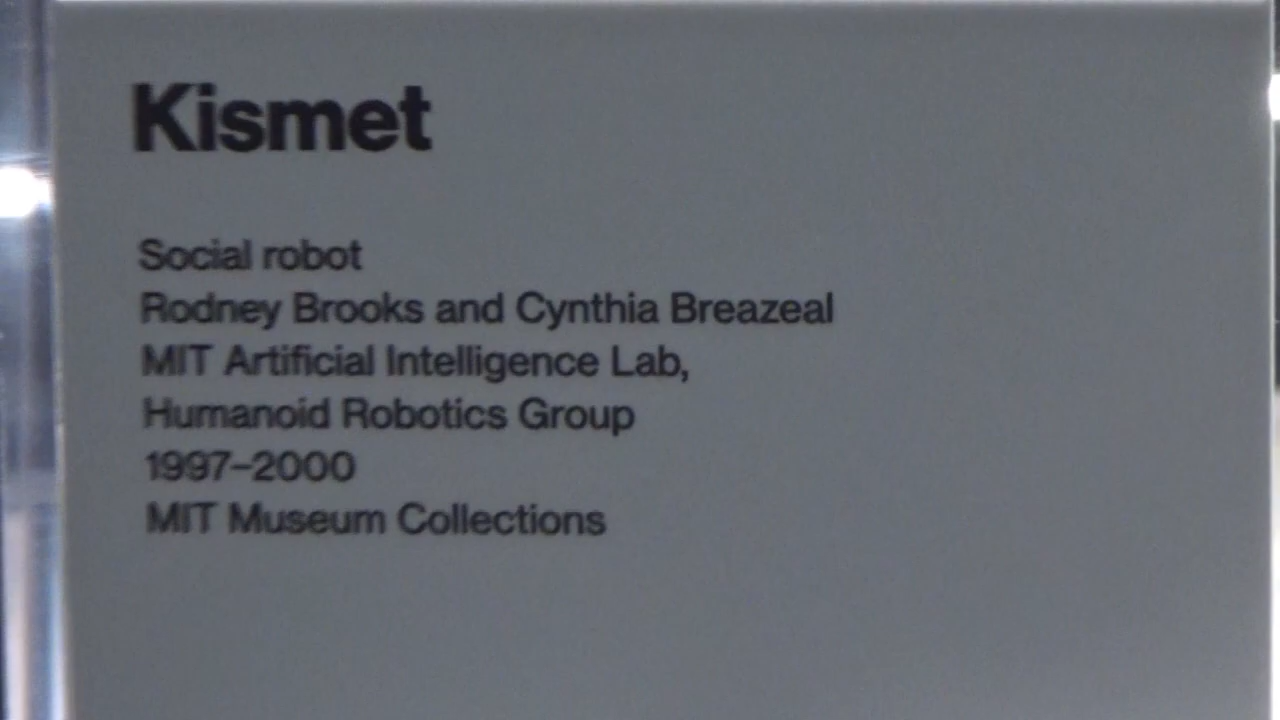 Kismet
Social robot
Rodney Brooks and Cynthia Breazeal
MIT Artificial Intelligence Lab,
Humanoid Robotics Group
1997–2000
MIT Museum Collections